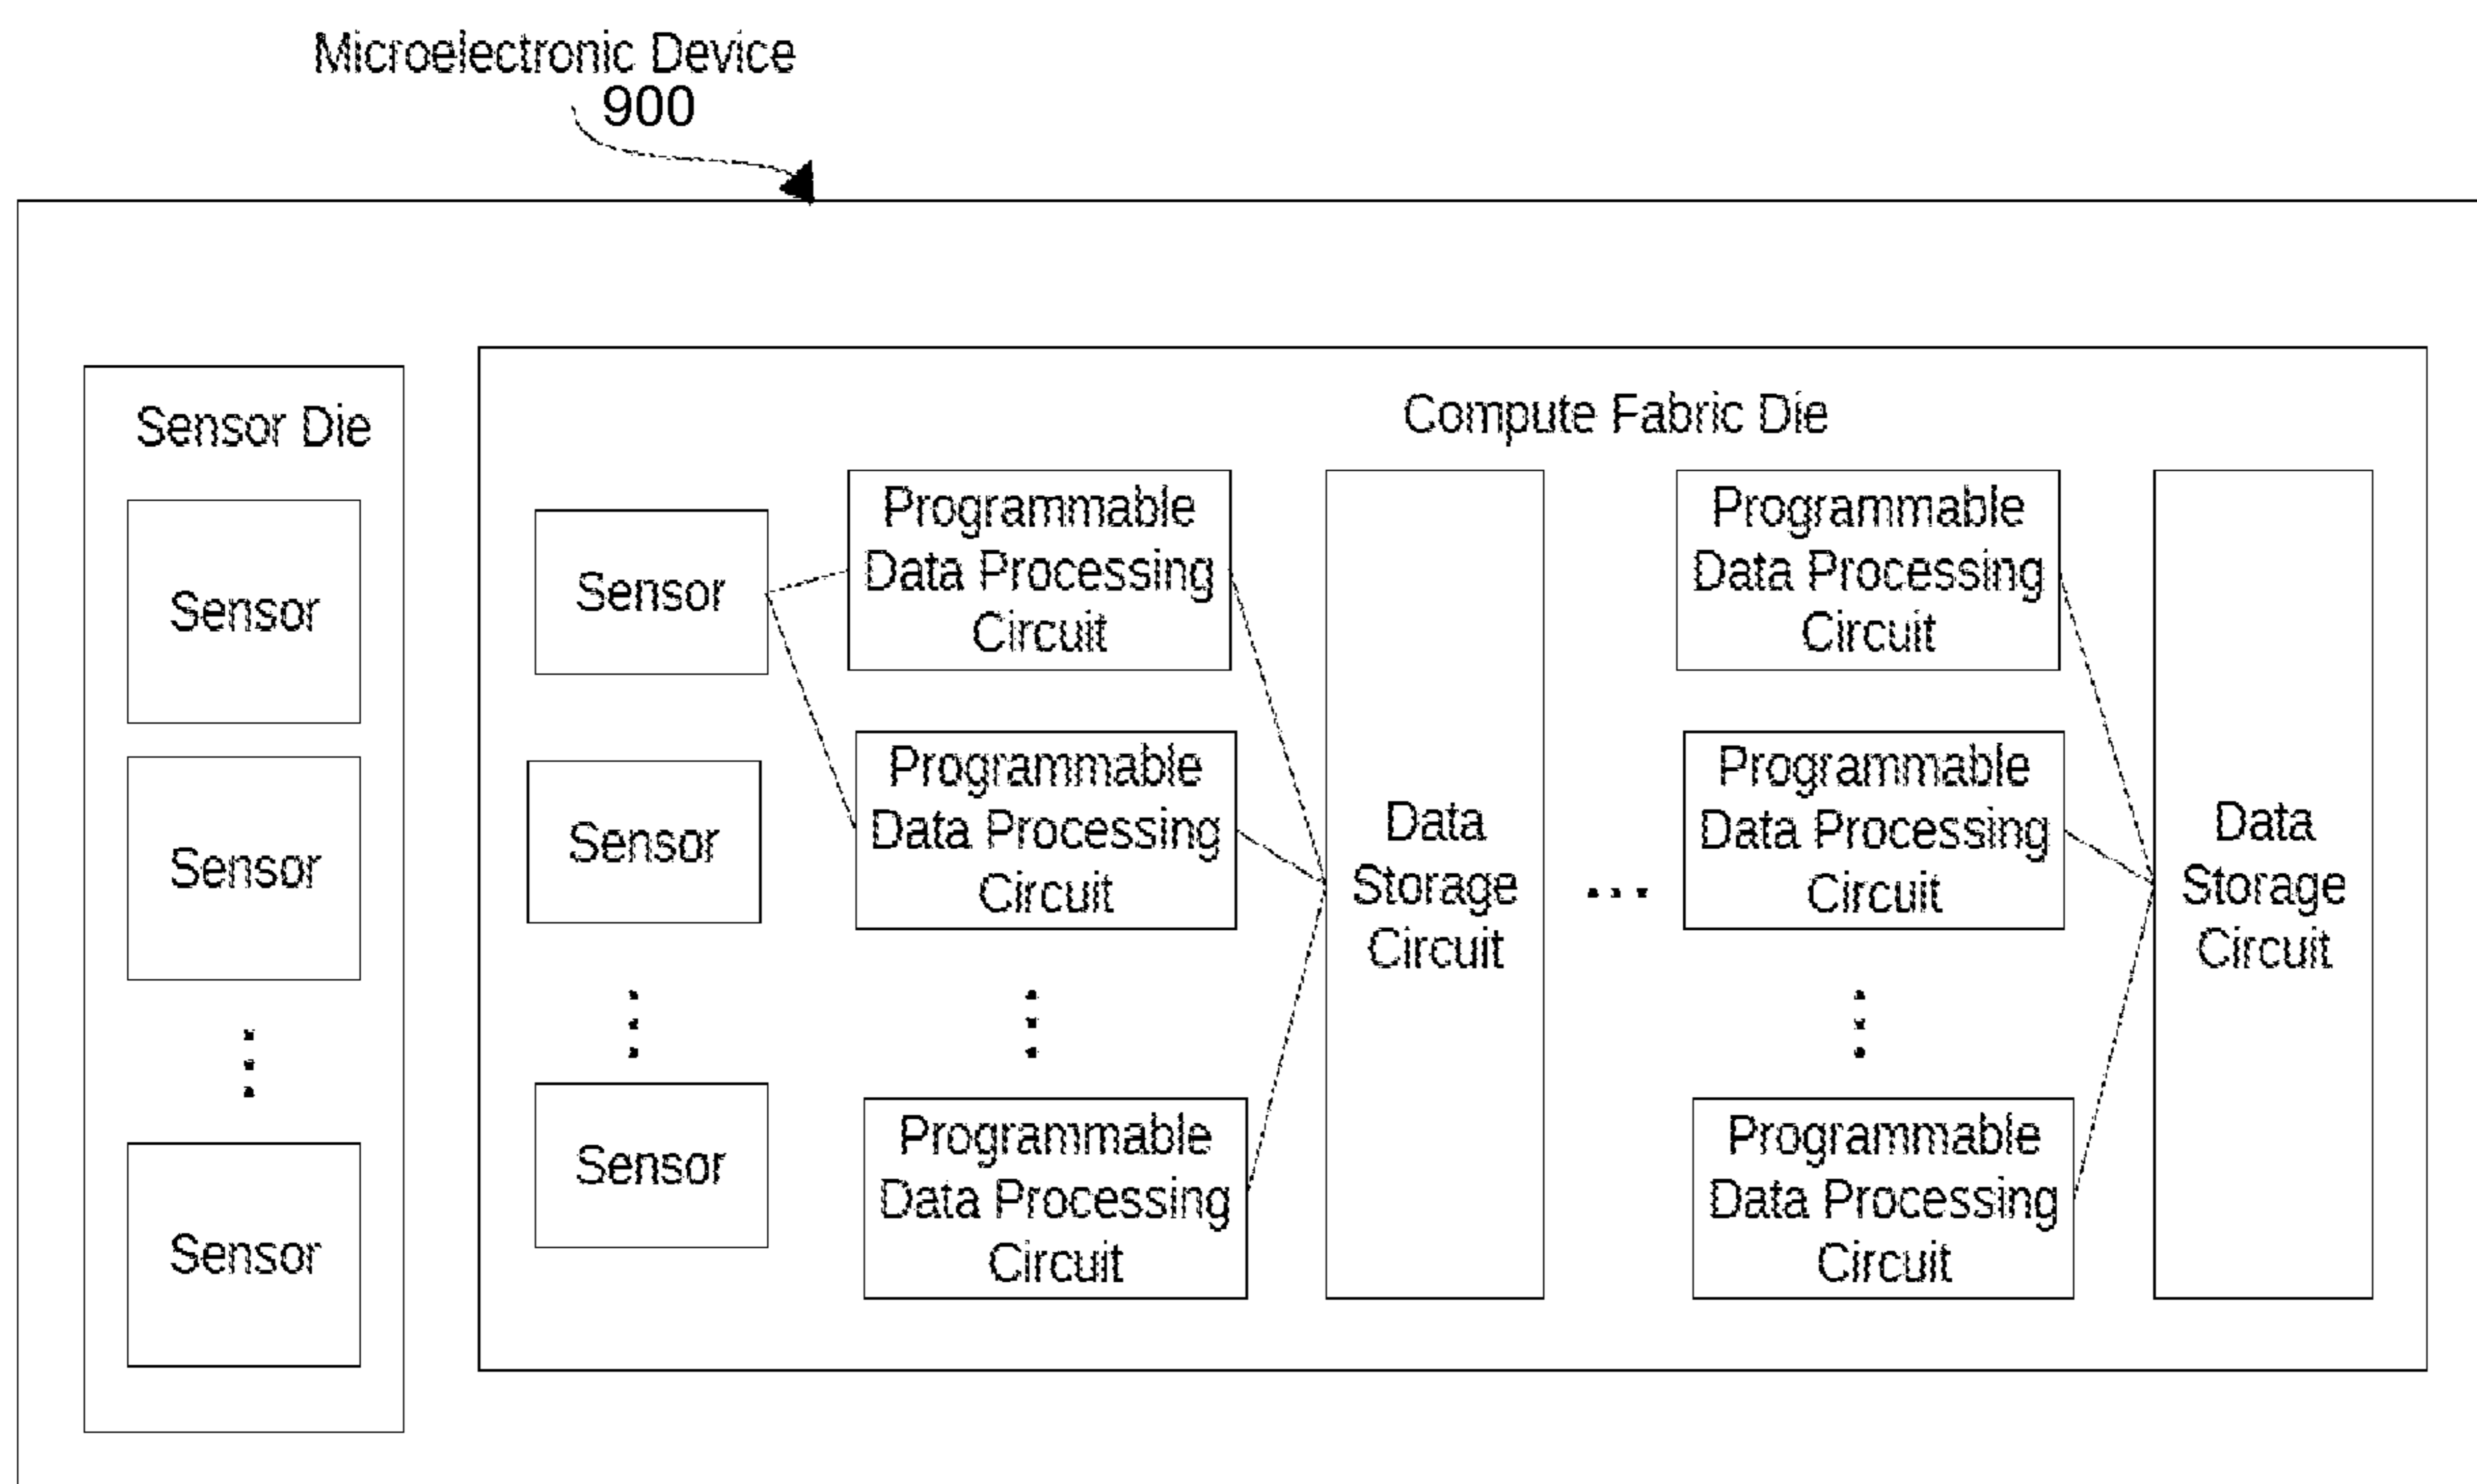 Microelectronic Device
900
Sensor Die
Sensor
Sensor
Sensor
Compute Fabric Die
Sensor
Sensor
Sensor
Programmable
Data Processing
Circuit
Programmable
Data Processing
Circuit
Programmable
Data Processing
Circuit
Data
Storage
Circuit
...
Programmable
Data Processing
Circuit
Programmable
Data Processing
Circuit
Programmable
Data Processing
Circuit
Data
Storage
Circuit